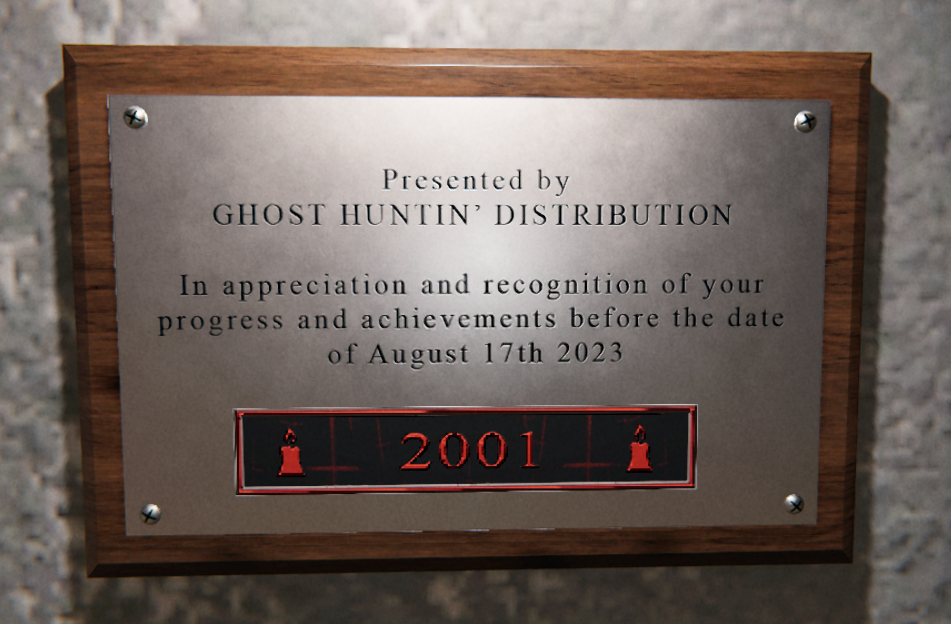 Presented by
GHOST HUNTIN’ DISTRIBUTION
In appreciation and recognition of your
progress and achievements before the date
of August 17th 2023
2001